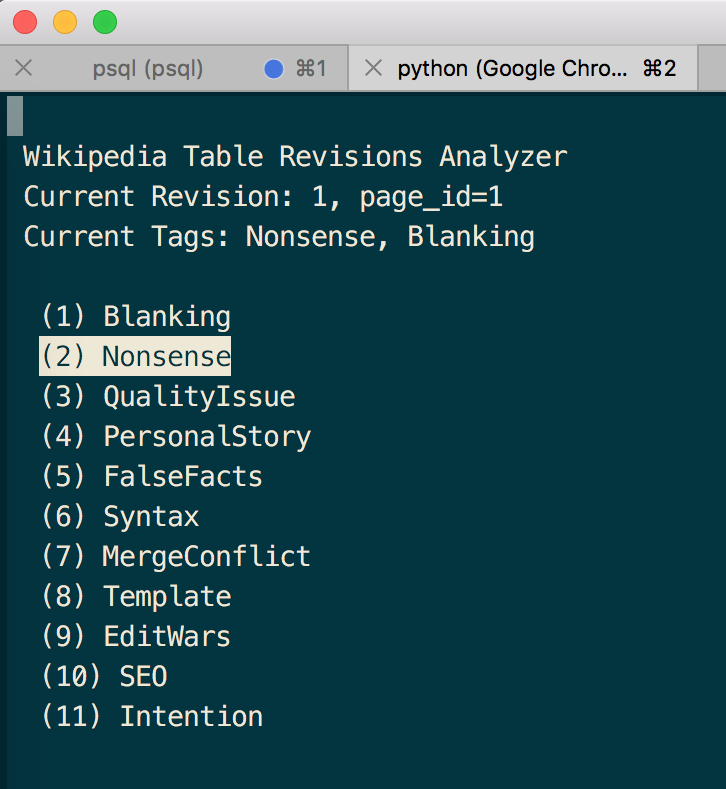 psql (psql) ⌘1 python (Google Chro... ⌘2
Wikipedia Table Revisions Analyzer
Current Revision: 1, page_id=1
Current Tags: Nonsense, Blanking
(1) Blanking
(2) Nonsense
(3) QualityIssue
(4) PersonalStory
(5) FalseFacts
(6) Syntax
(7) MergeConflict
(8) Template
(9) EditWars
(10) SEO
(11) Intention